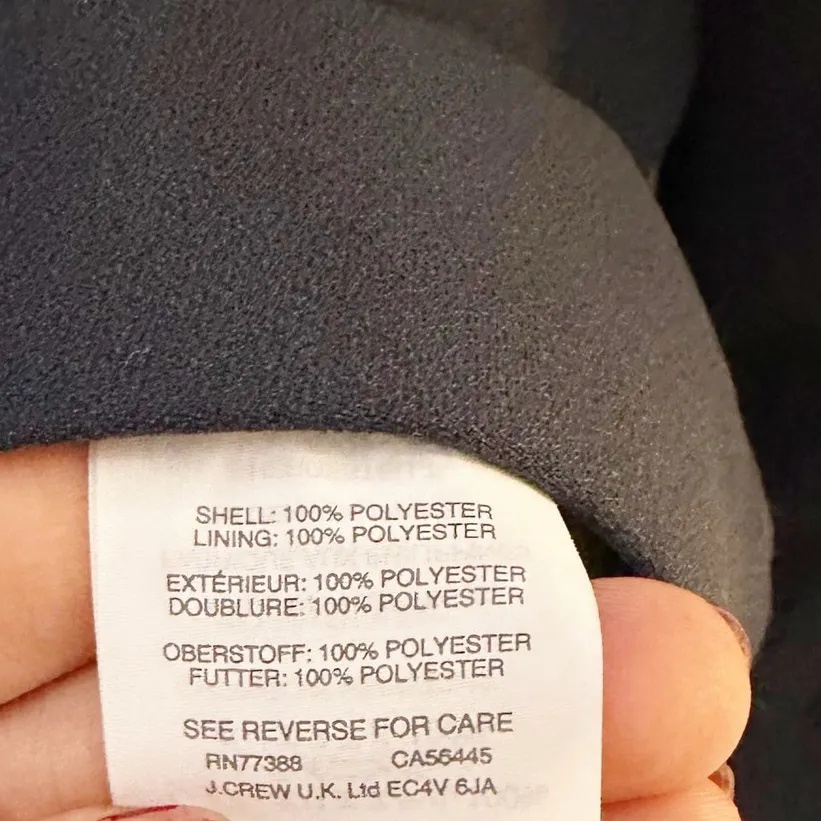 SHELL: 100% POLYESTER
LINING: 100% POLYESTER
EXTÉRIEUR: 100% POLYESTER
DOUBLURE: 100% POLYESTER
OBERSTOFF: 100% POLYESTER
FUTTER: 100% POLYESTER
SEE REVERSE FOR CARE
RN77388 CA56445
J.CREW U.K. Ltd EC4V 6JA